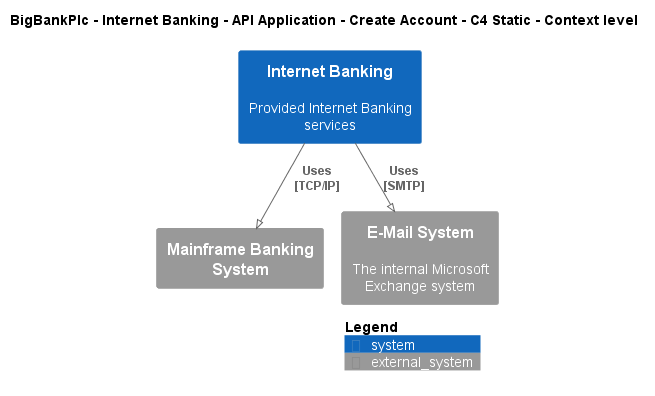 BigBankPlc - Internet Banking - API Application - Create Account - C4 Static - Context level
Internet Banking
Provided Internet Banking
services
Uses
[TCP/IP]
Uses
[SMTP]
Mainframe Banking
System
E-Mail System
The internal Microsoft
Exchange system
Legend
system
external_system